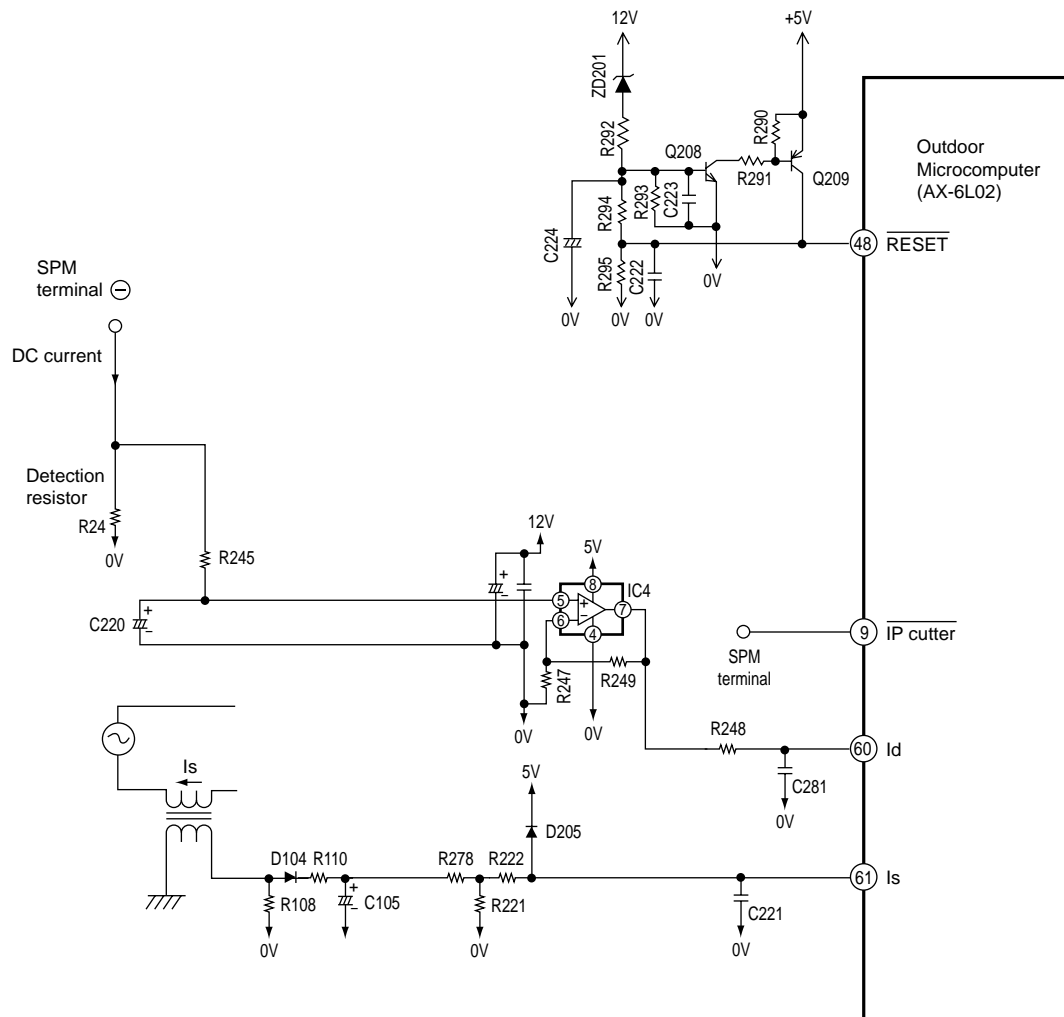 12V
+5V
ZD201
R292
R290
Q208
R291
Q209
Outdoor
Microcomputer
(AX-6L02)
R294
R293
C223
C224
R295
C222
0V
0V
0V
0V
48
RESET
SPM
terminal −
DC current
Detection
resistor
R24
0V
R245
C220
+
−
12V
+
−
5V
8
IC4
5
+
7
6
−
4
R247
R249
0V
0V
SPM
terminal
9
IP cutter
R248
60
Id
C281
0V
Is
5V
D205
D104
R110
R278
R222
61
Is
R108
+
−
C105
R221
C221
0V
0V
0V